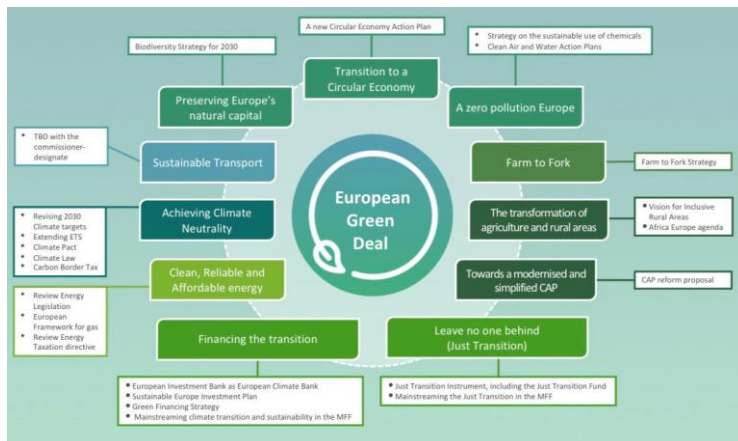 A new Circular Economy Action Plan
Biodiversity Strategy for 2030
Strategy on the sustainable use of chemicals
Clean Air and Water Action Plans
Transition to a
Circular Economy
Preserving Europe's
natural capital
A zero pollution Europe
TBD with the
commissioner-
designate
Sustainable Transport
Farm to Fork
Farm to Fork Strategy
European
Green
Deal
Revising 2030
Climate targets
Extending ETS
Climate Pact
Climate Law
Carbon Border Tax
Achieving Climate
Neutrality
The transformation of
agriculture and rural areas
Vision for Inclusive
Rural Areas
Africa Europe agenda
Clean, Reliable and
Affordable energy
Towards a modernised and
simplified CAP
CAP reform proposal
Review Energy
Legislation
European
Framework for gas
Review Energy
Taxation directive
Financing the transition
Leave no one behind
(Just Transition)
European Investment Bank as European Climate Bank
Sustainable Europe Investment Plan
Green Financing Strategy
Mainstreaming climate transition and sustainability in the MFF
Just Transition Instrument, including the Just Transition Fund
Mainstreaming the Just Transition in the MFF